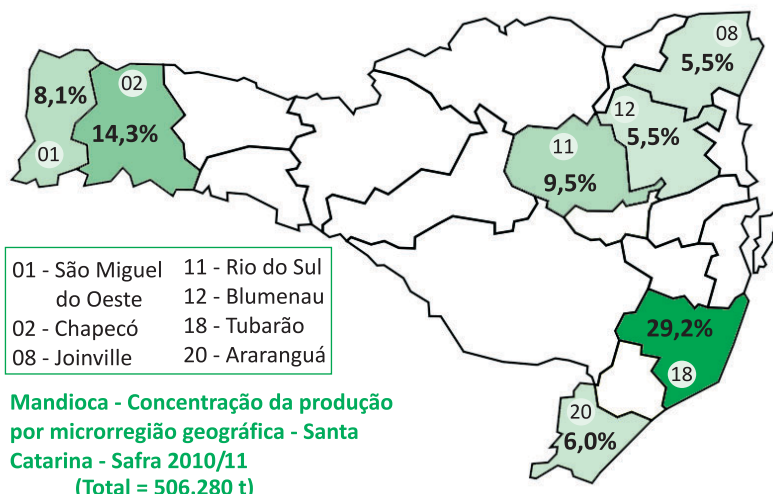 08
5,5%
02
8,1%
14,3%
01
12
5,5%
11
9,5%
29,2%
18
20
6,0%
01 - São Miguel
do Oeste
02 - Chapecó
08 - Joinville
11 - Rio do Sul
12 - Blumenau
18 - Tubarão
20 - Araranguá
Mandioca - Concentração da produção
por microrregião geográfica - Santa
Catarina - Safra 2010/11
(Total = 506.280 t)